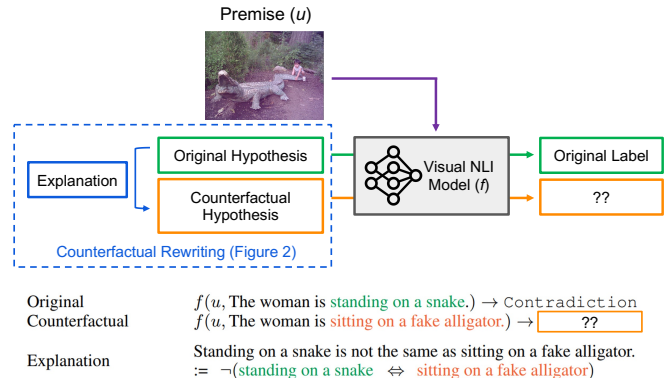 Premise (u)
Explanation
Original Hypothesis
Counterfactual
Hypothesis
Visual NLI
Model (f)
Original Label
??
Counterfactual Rewriting (Figure 2)
Original f(u, The woman is standing on a snake.) → Contradiction
Counterfactual f(u, The woman is sitting on a fake alligator.) → ??
Explanation Standing on a snake is not the same as sitting on a fake alligator.
:= ¬(standing on a snake ⇔ sitting on a fake alligator)